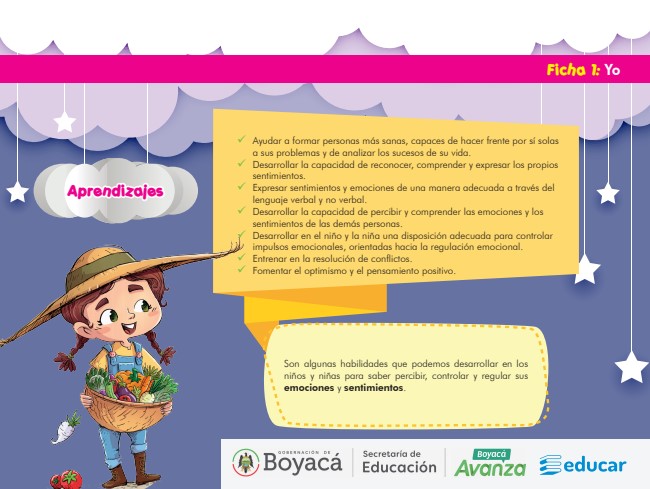 Ficha 1: Yo
Aprendizajes
Ayudar a formar personas más sanas, capaces de hacer frente por sí solas
a sus problemas y de analizar los sucesos de su vida.
Desarrollar la capacidad de reconocer, comprender y expresar los propios
sentimientos.
Expresar sentimientos y emociones de una manera adecuada a través del
lenguaje verbal y no verbal.
Desarrollar la capacidad de percibir y comprender las emociones y los
sentimientos de las demás personas.
Desarrollar en el niño y la niña una disposición adecuada para controlar
impulsos emocionales, orientadas hacia la regulación emocional.
Entrenar en la resolución de conflictos.
Fomentar el optimismo y el pensamiento positivo.
Son algunas habilidades que podemos desarrollar en los
niños y niñas para saber percibir, controlar y regular sus
emociones y sentimientos.
GOBERNACIÓN DE
Boyacá
Secretaría de
Educación
Boyacá
Avanza
educar